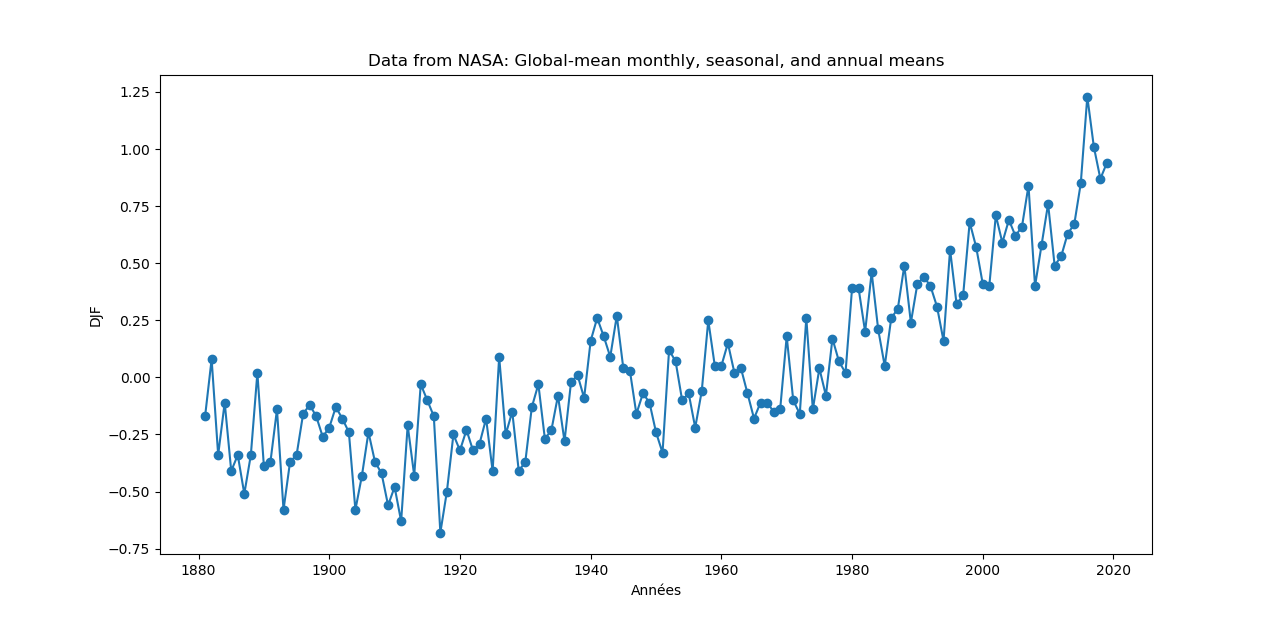 Data from NASA: Global-mean monthly, seasonal, and annual means
1.25
1.00
0.75
0.50
0.25
0.00
−0.25
−0.50
−0.75
DJF
1880 1900 1920 1940 1960 1980 2000 2020
Années